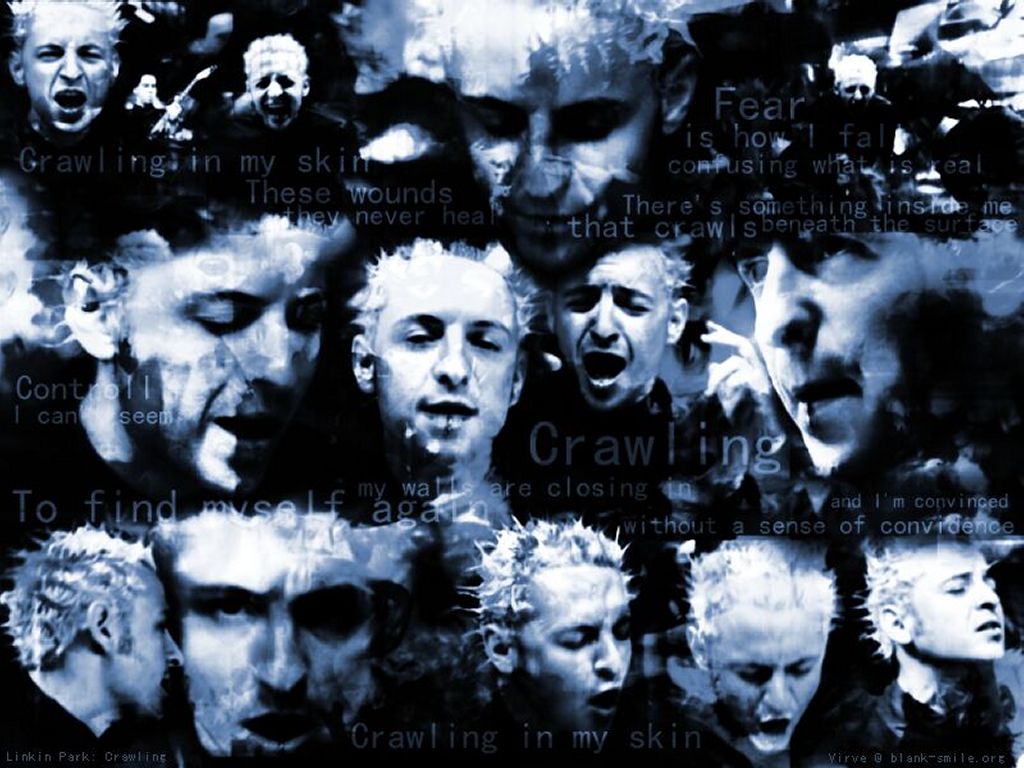 Fear
is how I fall
Crawling in my skin
confusing what is real
These wounds
they never heal
There's something inside me
that crawls beneath the surface
Controll
I can't seem
Crawling
To find myself again
my walls are closing in
and I'm convinced
without a sense of convidence
Crawling in my skin
Linkin Park: Crawling
Virve @ blank-smile.org